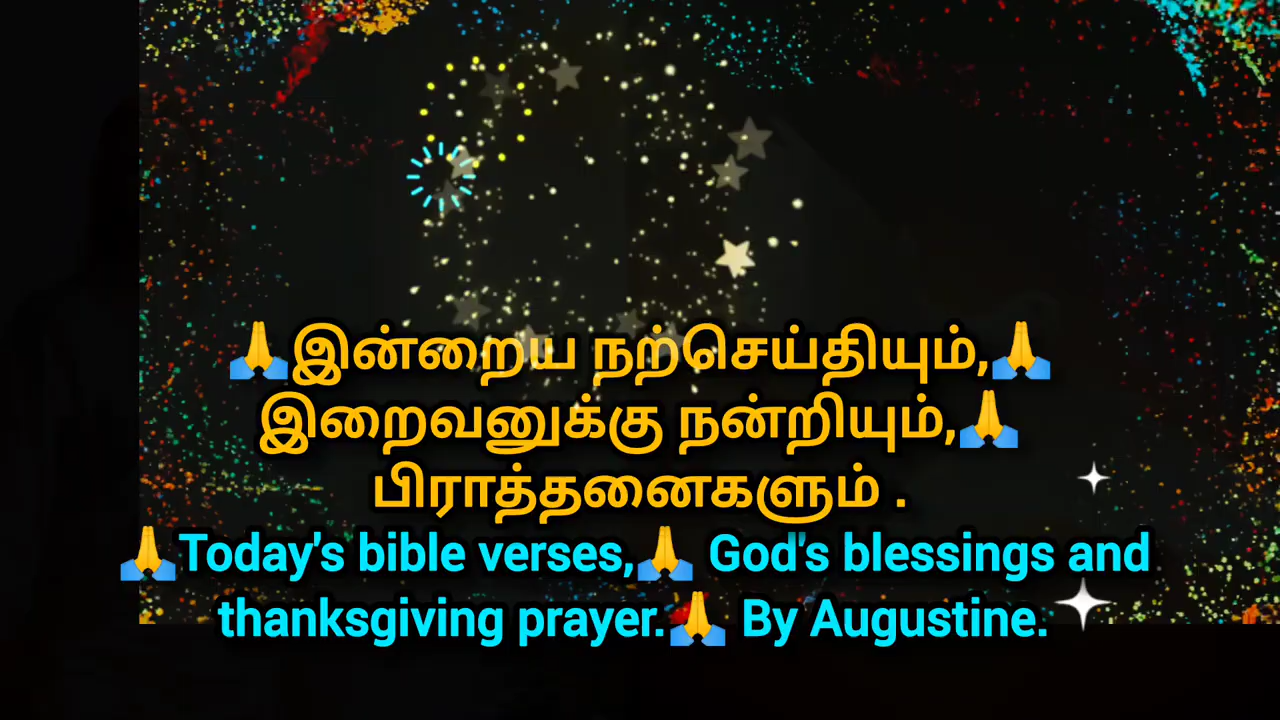 🙏இன்றைய நற்செய்தியும்,🙏
இறைவனுக்கு நன்றியும்,🙏
பிராத்தனைகளும் .
🙏Today's bible verses,🙏 God's blessings and
thanksgiving prayer.🙏 By Augustine.